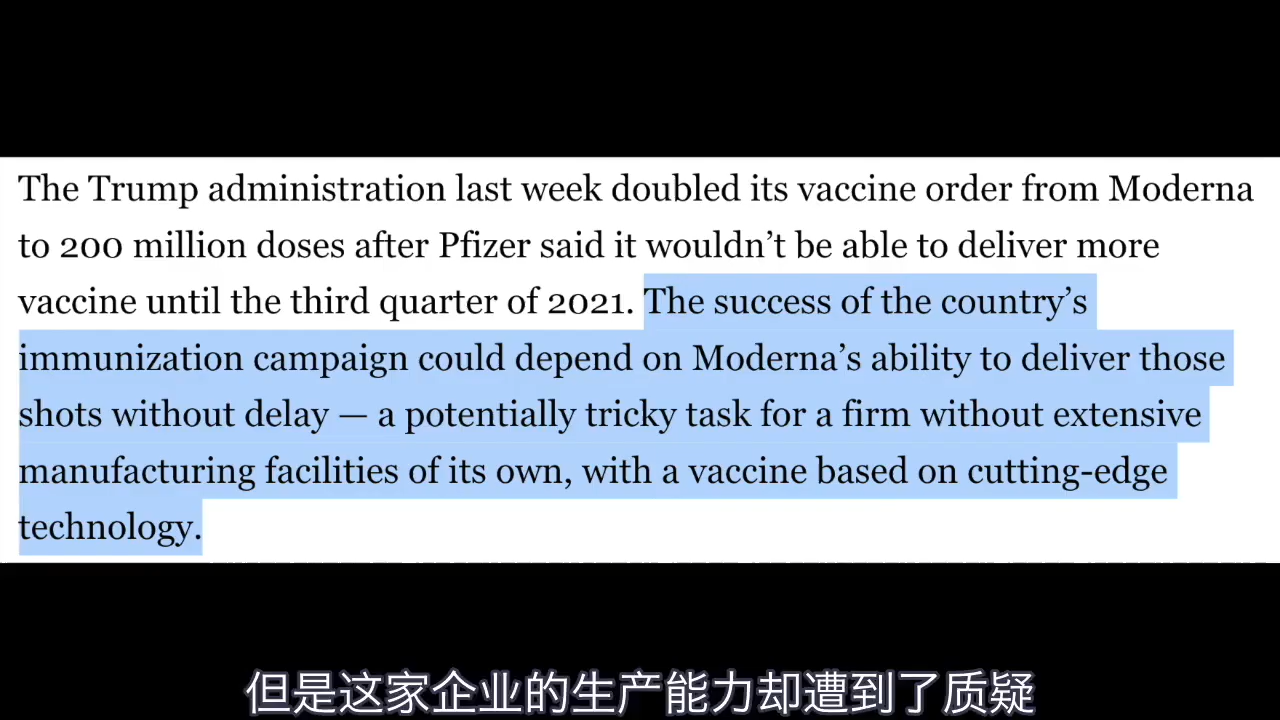 The Trump administration last week doubled its vaccine order from Moderna
to 200 million doses after Pfizer said it wouldn’t be able to deliver more
vaccine until the third quarter of 2021. The success of the country’s
immunization campaign could depend on Moderna’s ability to deliver those
shots without delay — a potentially tricky task for a firm without extensive
manufacturing facilities of its own, with a vaccine based on cutting-edge
technology.
但是这家企业的生产能力却遭到了质疑